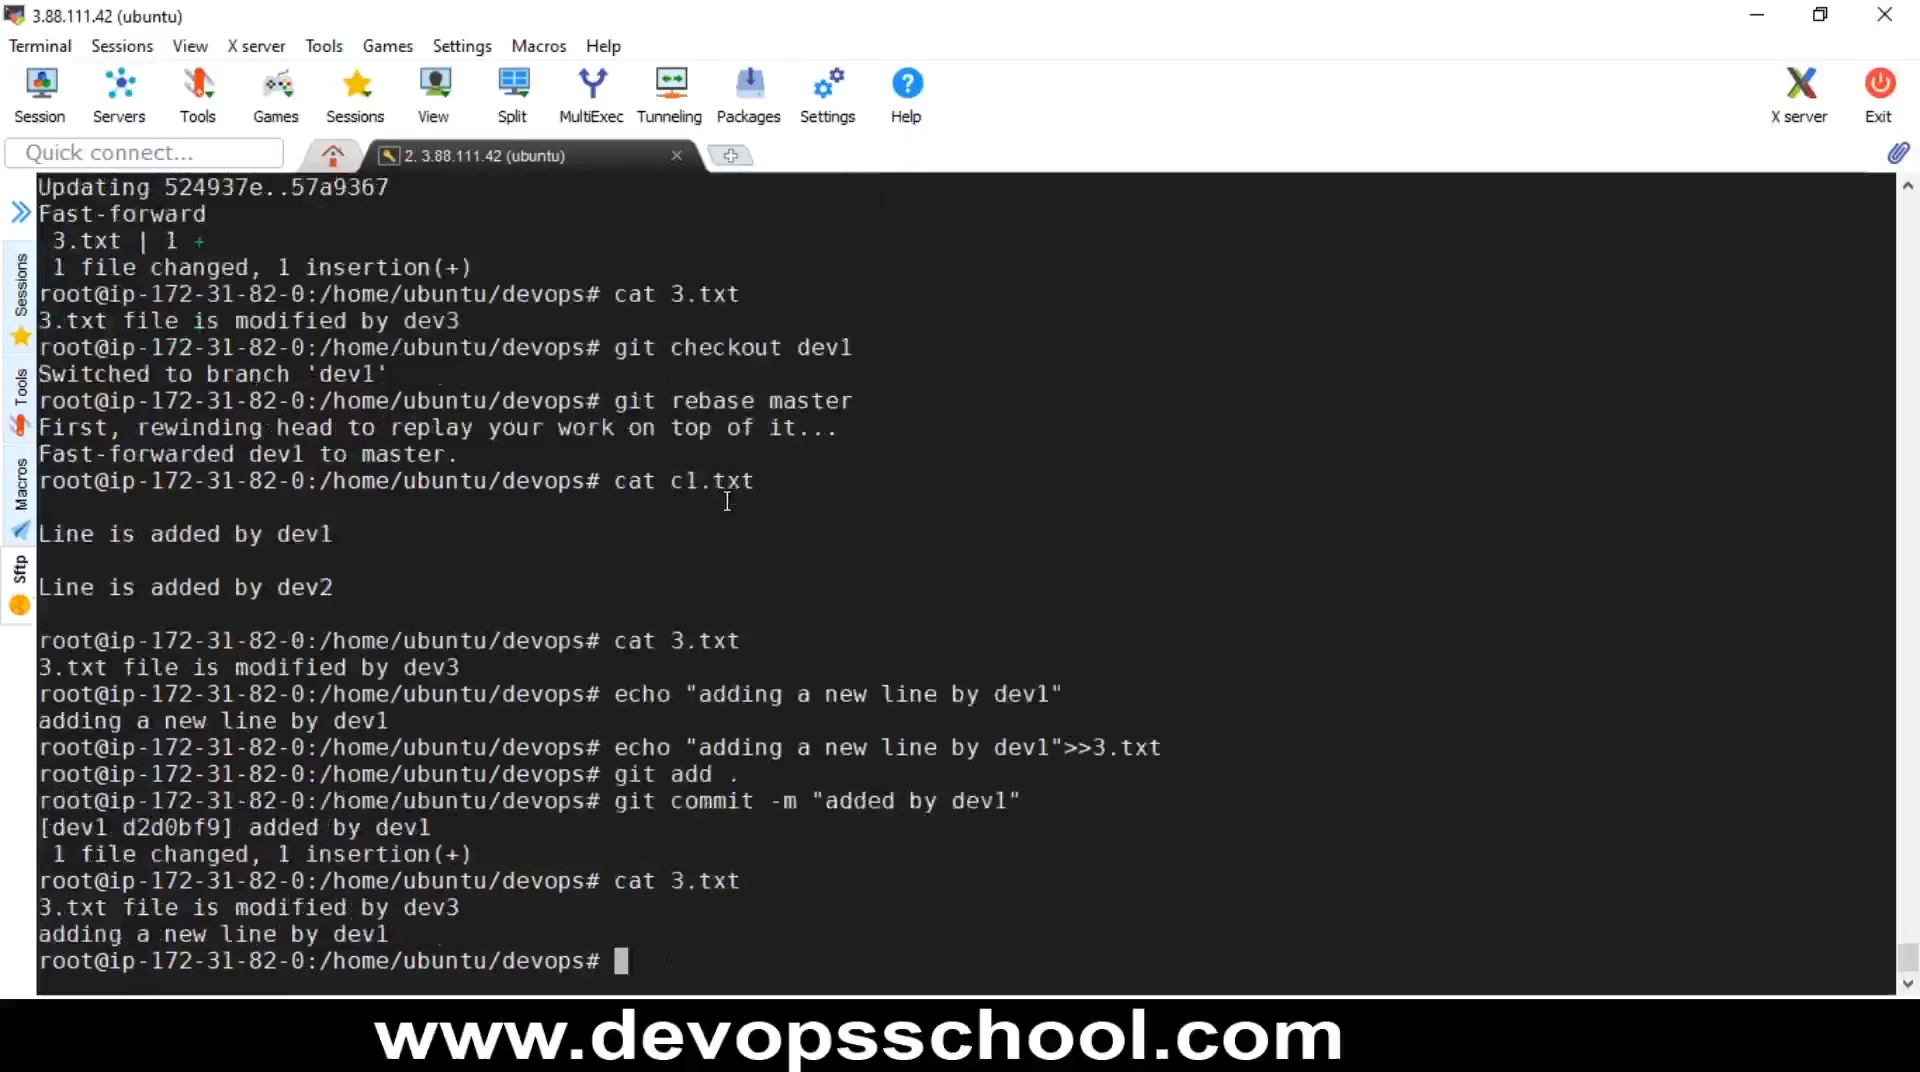 3.88.111.42 (ubuntu)
Terminal Sessions View X server Tools Games Settings Macros Help
Session Servers Tools Games Sessions View Split MultiExec Tunneling Packages Settings Help X server Exit
Quick connect... 2. 3.88.111.42 (ubuntu)
Sessions
Tools
Macros
Sftp
Updating 524937e..57a9367
Fast-forward
 3.txt | 1 +
 1 file changed, 1 insertion(+)
root@ip-172-31-82-0:/home/ubuntu/devops# cat 3.txt
3.txt file is modified by dev3
root@ip-172-31-82-0:/home/ubuntu/devops# git checkout dev1
Switched to branch 'dev1'
root@ip-172-31-82-0:/home/ubuntu/devops# git rebase master
First, rewinding head to replay your work on top of it...
Fast-forwarded dev1 to master.
root@ip-172-31-82-0:/home/ubuntu/devops# cat c1.txt
Line is added by dev1
Line is added by dev2
root@ip-172-31-82-0:/home/ubuntu/devops# cat 3.txt
3.txt file is modified by dev3
root@ip-172-31-82-0:/home/ubuntu/devops# echo "adding a new line by dev1"
adding a new line by dev1
root@ip-172-31-82-0:/home/ubuntu/devops# echo "adding a new line by dev1">>3.txt
root@ip-172-31-82-0:/home/ubuntu/devops# git add .
root@ip-172-31-82-0:/home/ubuntu/devops# git commit -m "added by dev1"
[dev1 d2d0bf9] added by dev1
 1 file changed, 1 insertion(+)
root@ip-172-31-82-0:/home/ubuntu/devops# cat 3.txt
3.txt file is modified by dev3
adding a new line by dev1
root@ip-172-31-82-0:/home/ubuntu/devops#
www.devopsschool.com